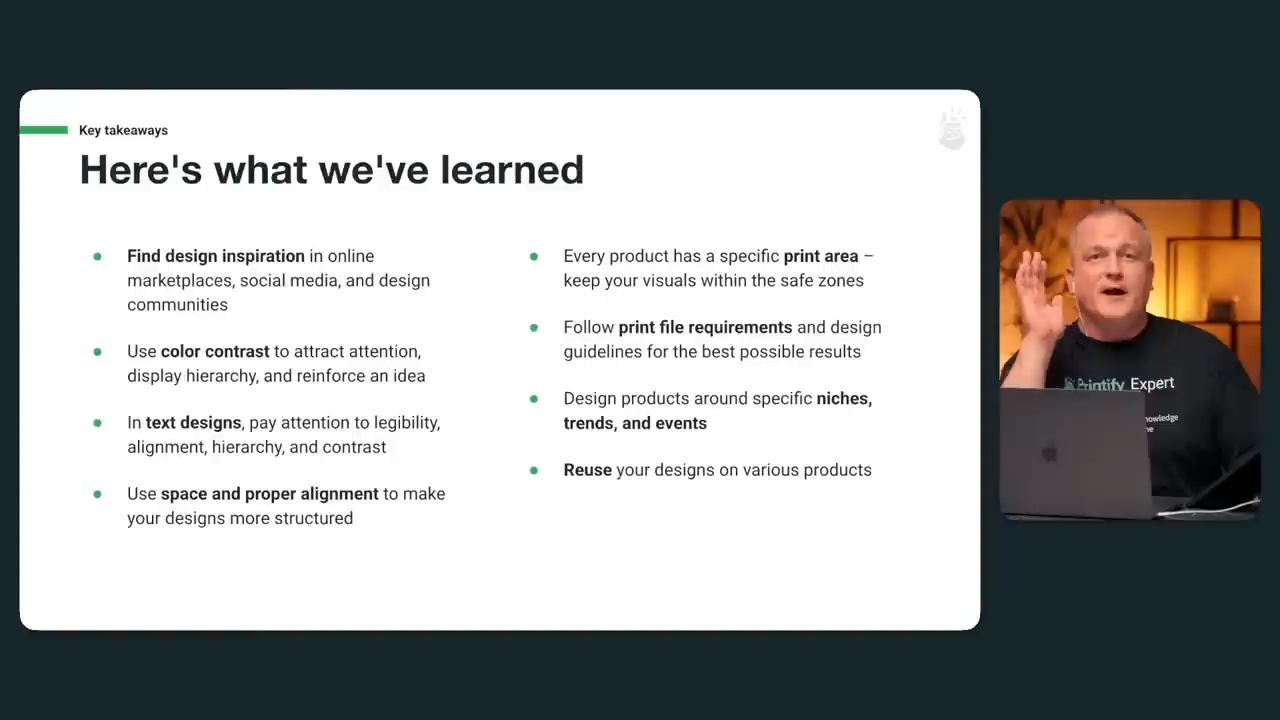 Key takeaways
Here's what we've learned
Find design inspiration in online
marketplaces, social media, and design
communities
Use color contrast to attract attention,
display hierarchy, and reinforce an idea
In text designs, pay attention to legibility,
alignment, hierarchy, and contrast
Use space and proper alignment to make
your designs more structured
Every product has a specific print area –
keep your visuals within the safe zones
Follow print file requirements and design
guidelines for the best possible results
Design products around specific niches,
trends, and events
Reuse your designs on various products
Printify Expert